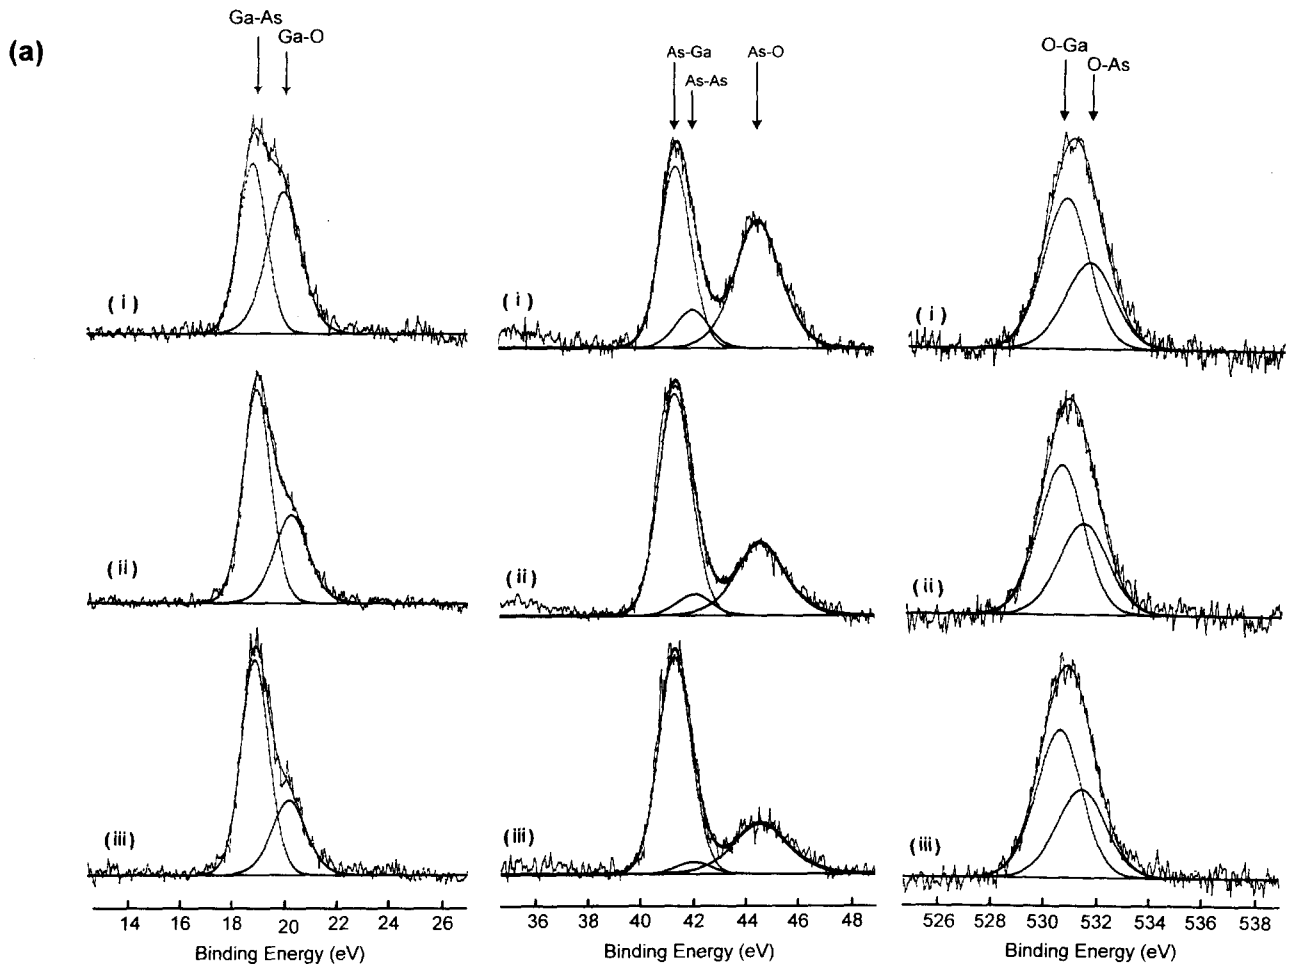 (a)
Ga-As
Ga-O
As-Ga
As-As
As-O
O-Ga
O-As
(i)
(i)
(i)
(ii)
(ii)
(ii)
(iii)
(iii)
(iii)
14 16 18 20 22 24 26
36 38 40 42 44 46 48
526 528 530 532 534 536 538
Binding Energy (eV)
Binding Energy (eV)
Binding Energy (eV)